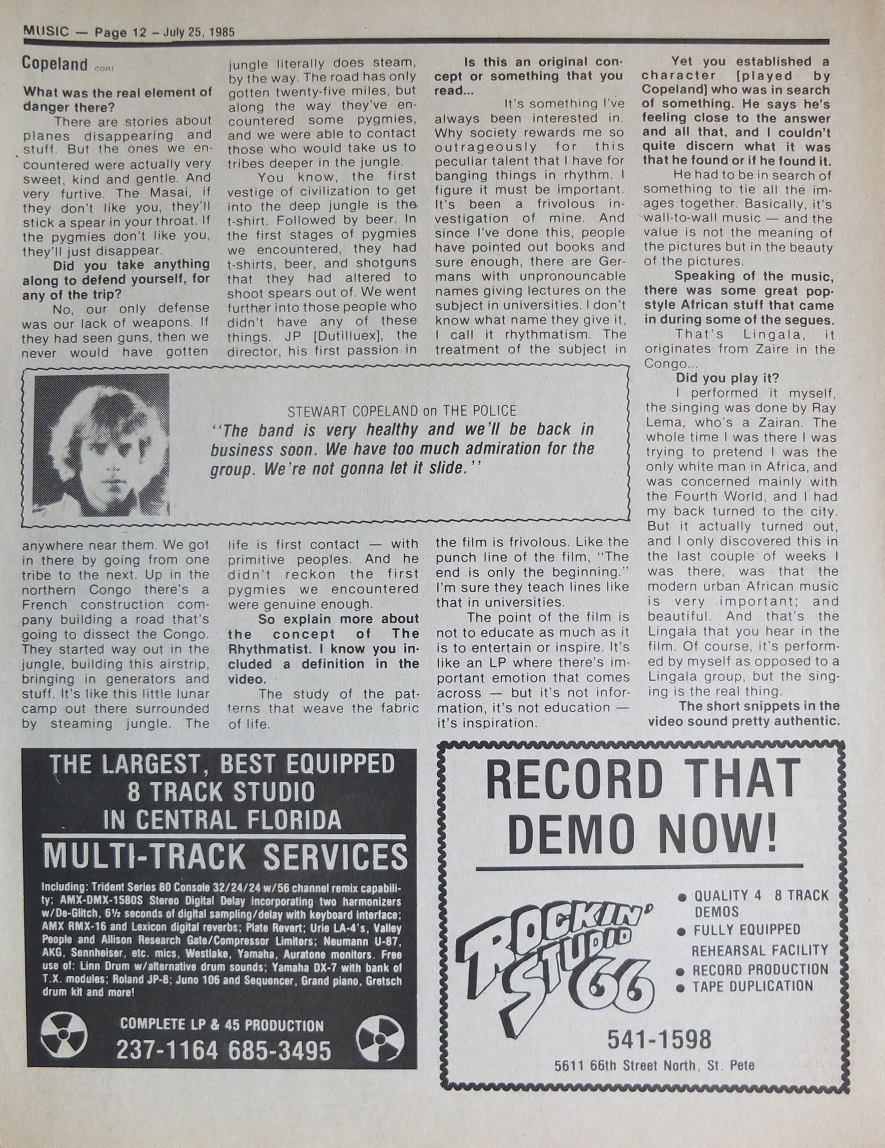 MUSIC — Page 12 – July 25, 1985
Copeland cont
What was the real element of
danger there?
There are stories about
planes disappearing and
stuff. But the ones we en-
countered were actually very
sweet, kind and gentle. And
very furtive. The Masai, if
they don't like you, they'll
stick a spear in your throat. If
the pygmies don't like you,
they'll just disappear.
Did you take anything
along to defend yourself, for
any of the trip?
No, our only defense
was our lack of weapons. If
they had seen guns, then we
never would have gotten
anywhere near them. We got
in there by going from one
tribe to the next. Up in the
northern Congo there's a
French construction com-
pany building a road that's
going to dissect the Congo.
They started way out in the
jungle, building this airstrip,
bringing in generators and
stuff. It's like this little lunar
camp out there surrounded
by steaming jungle. The
jungle literally does steam,
by the way. The road has only
gotten twenty-five miles, but
along the way they've en-
countered some pygmies,
and we were able to contact
those who would take us to
tribes deeper in the jungle.
You know, the first
vestige of civilization to get
into the deep jungle is the
t-shirt. Followed by beer. In
the first stages of pygmies
we encountered, they had
t-shirts, beer, and shotguns
that they had altered to
shoot spears out of. We went
further into those people who
didn't have any of these
things. JP [Dutilluex], the
director, his first passion in
life is first contact — with
primitive peoples. And he
didn't reckon the first
pygmies we encountered
were genuine enough.
So explain more about
the concept of The
Rhythmatist. I know you in-
cluded a definition in the
video.
The study of the pat-
terns that weave the fabric
of life.
Is this an original con-
cept or something that you
read...
It's something I've
always been interested in.
Why society rewards me so
outrageously for this
peculiar talent that I have for
banging things in rhythm. I
figure it must be important.
It's been a frivolous in-
vestigation of mine. And
since I've done this, people
have pointed out books and
sure enough, there are Ger-
mans with unpronouncable
names giving lectures on the
subject in universities. I don't
know what name they give it,
I call it rhythmatism. The
treatment of the subject in
the film is frivolous. Like the
punch line of the film, "The
end is only the beginning."
I'm sure they teach lines like
that in universities.
The point of the film is
not to educate as much as it
is to entertain or inspire. It's
like an LP where there's im-
portant emotion that comes
across — but it's not infor-
mation, it's not education —
it's inspiration.
Yet you established a
character [played by
Copeland] who was in search
of something. He says he's
feeling close to the answer
and all that, and I couldn't
quite discern what it was
that he found or if he found it.
He had to be in search of
something to tie all the im-
ages together. Basically, it's
wall-to-wall music — and the
value is not the meaning of
the pictures but in the beauty
of the pictures.
Speaking of the music,
there was some great pop-
style African stuff that came
in during some of the segues.
That's Lingala, it
originates from Zaire in the
Congo...
Did you play it?
I performed it myself,
the singing was done by Ray
Lema, who's a Zairan. The
whole time I was there I was
trying to pretend I was the
only white man in Africa, and
was concerned mainly with
the Fourth World, and I had
my back turned to the city.
But it actually turned out,
and I only discovered this in
the last couple of weeks I
was there, was that the
modern urban African music
is very important; and
beautiful. And that's the
Lingala that you hear in the
film. Of course, it's perform-
ed by myself as opposed to a
Lingala group, but the sing-
ing is the real thing.
The short snippets in the
video sound pretty authentic.
STEWART COPELAND on THE POLICE
"The band is very healthy and we'll be back in
business soon. We have too much admiration for the
group. We're not gonna let it slide."
THE LARGEST, BEST EQUIPPED
8 TRACK STUDIO
IN CENTRAL FLORIDA
MULTI-TRACK SERVICES
Including: Trident Series 80 Console 32/24/24 w/56 channel remix capabili-
ty; AMX-DMX-1580S Stereo Digital Delay incorporating two harmonizers
w/De-Glitch, 6½ seconds of digital sampling/delay with keyboard interface;
AMX RMX-16 and Lexicon digital reverbs; Plate Revert; Urie LA-4's, Valley
People and Allison Research Gate/Compressor Limiters; Neumann U-87,
AKG, Sennheiser, etc. mics, Westlake, Yamaha, Auratone monitors. Free
use of: Linn Drum w/alternative drum sounds; Yamaha DX-7 with bank of
T.X. modules; Roland JP-8; Juno 106 and Sequencer, Grand piano, Gretsch
drum kit and more!
COMPLETE LP & 45 PRODUCTION
237-1164 685-3495
RECORD THAT
DEMO NOW!
ROCKIN'
STUDIO
66
QUALITY 4 8 TRACK
DEMOS
FULLY EQUIPPED
REHEARSAL FACILITY
RECORD PRODUCTION
TAPE DUPLICATION
541-1598
5611 66th Street North, St. Pete